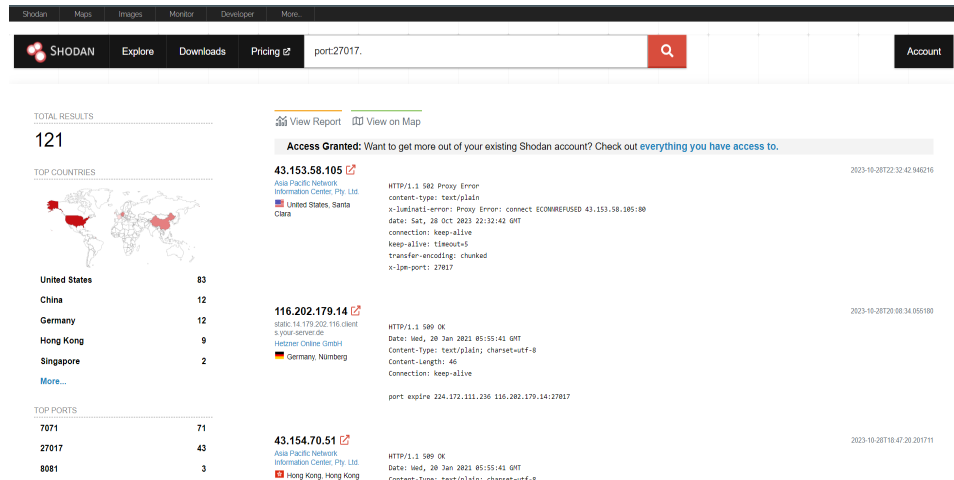 Shodan Maps Images Monitor Developer More...
SHODAN Explore Downloads Pricing port:27017. Account
TOTAL RESULTS
121
TOP COUNTRIES
United States 83
China 12
Germany 12
Hong Kong 9
Singapore 2
More...
TOP PORTS
7071 71
27017 43
8081 3
View Report View on Map
Access Granted: Want to get more out of your existing Shodan account? Check out everything you have access to.
43.153.58.105
2023-10-28T22:32:42.946216
Asia Pacific Network
Information Center, Pty. Ltd.
United States, Santa
Clara
HTTP/1.1 502 Proxy Error
content-type: text/plain
x-luminati-error: Proxy Error: connect ECONNREFUSED 43.153.58.105:80
date: Sat, 28 Oct 2023 22:32:42 GMT
connection: keep-alive
keep-alive: timeout=5
transfer-encoding: chunked
x-lpm-port: 27017
116.202.179.14
2023-10-28T20:08:34.055180
static.14.179.202.116.client
s.your-server.de
Hetzner Online GmbH
Germany, Nürnberg
HTTP/1.1 509 OK
Date: Wed, 20 Jan 2021 05:55:41 GMT
Content-Type: text/plain; charset=utf-8
Content-Length: 46
Connection: keep-alive
port expire 224.172.111.236 116.202.179.14:27017
43.154.70.51
2023-10-28T18:47:20.201711
Asia Pacific Network
Information Center, Pty. Ltd.
Hong Kong, Hong Kong
HTTP/1.1 509 OK
Date: Wed, 20 Jan 2021 05:55:41 GMT
Content-Type: text/plain; charset=utf-8